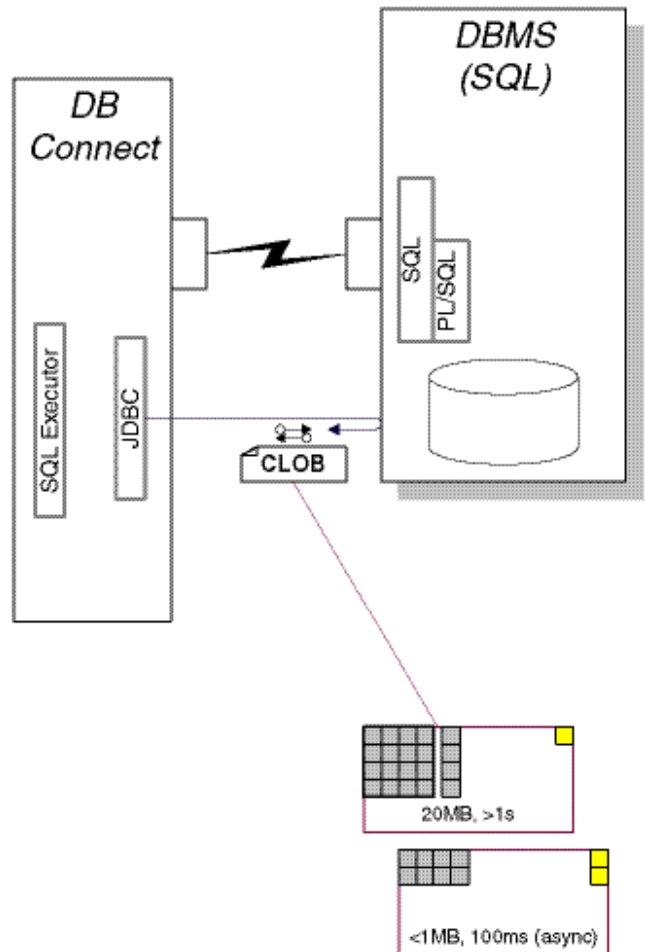 DBMS
(SQL)
DB
Connect
SQL
PL/SQL
SQL Executor
JDBC
CLOB
20MB, >1s
<1MB, 100ms (async)